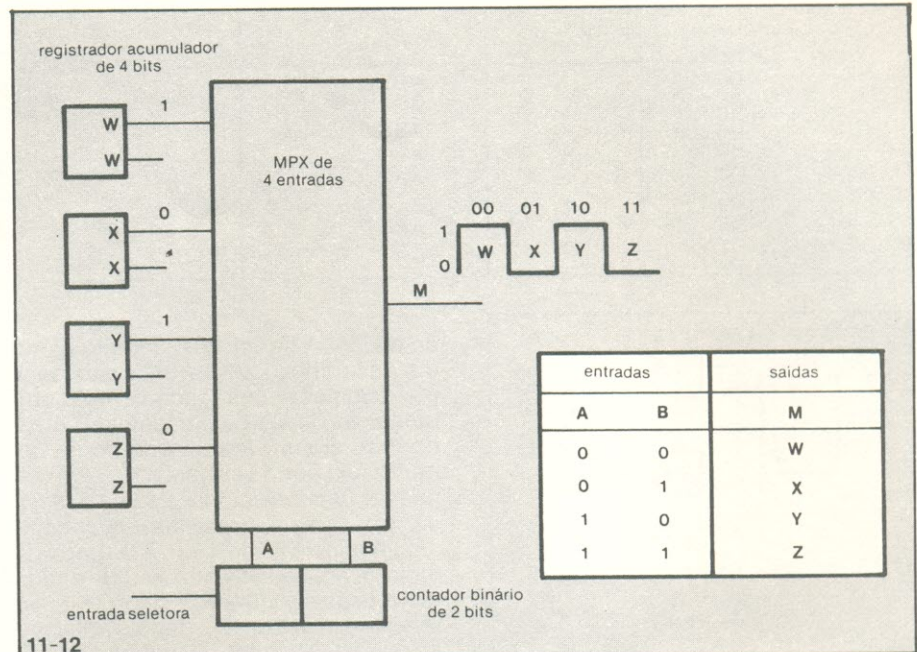 registrador acumulador
de 4 bits
W
1
W
X
0
X
Y
1
Y
Z
0
Z
MPX de
4 entradas
A
B
entrada seletora
contador binário
de 2 bits
M
00 01 10 11
1
0
W X Y Z
entradas saidas
A B M
0 0 W
0 1 X
1 0 Y
1 1 Z
11-12